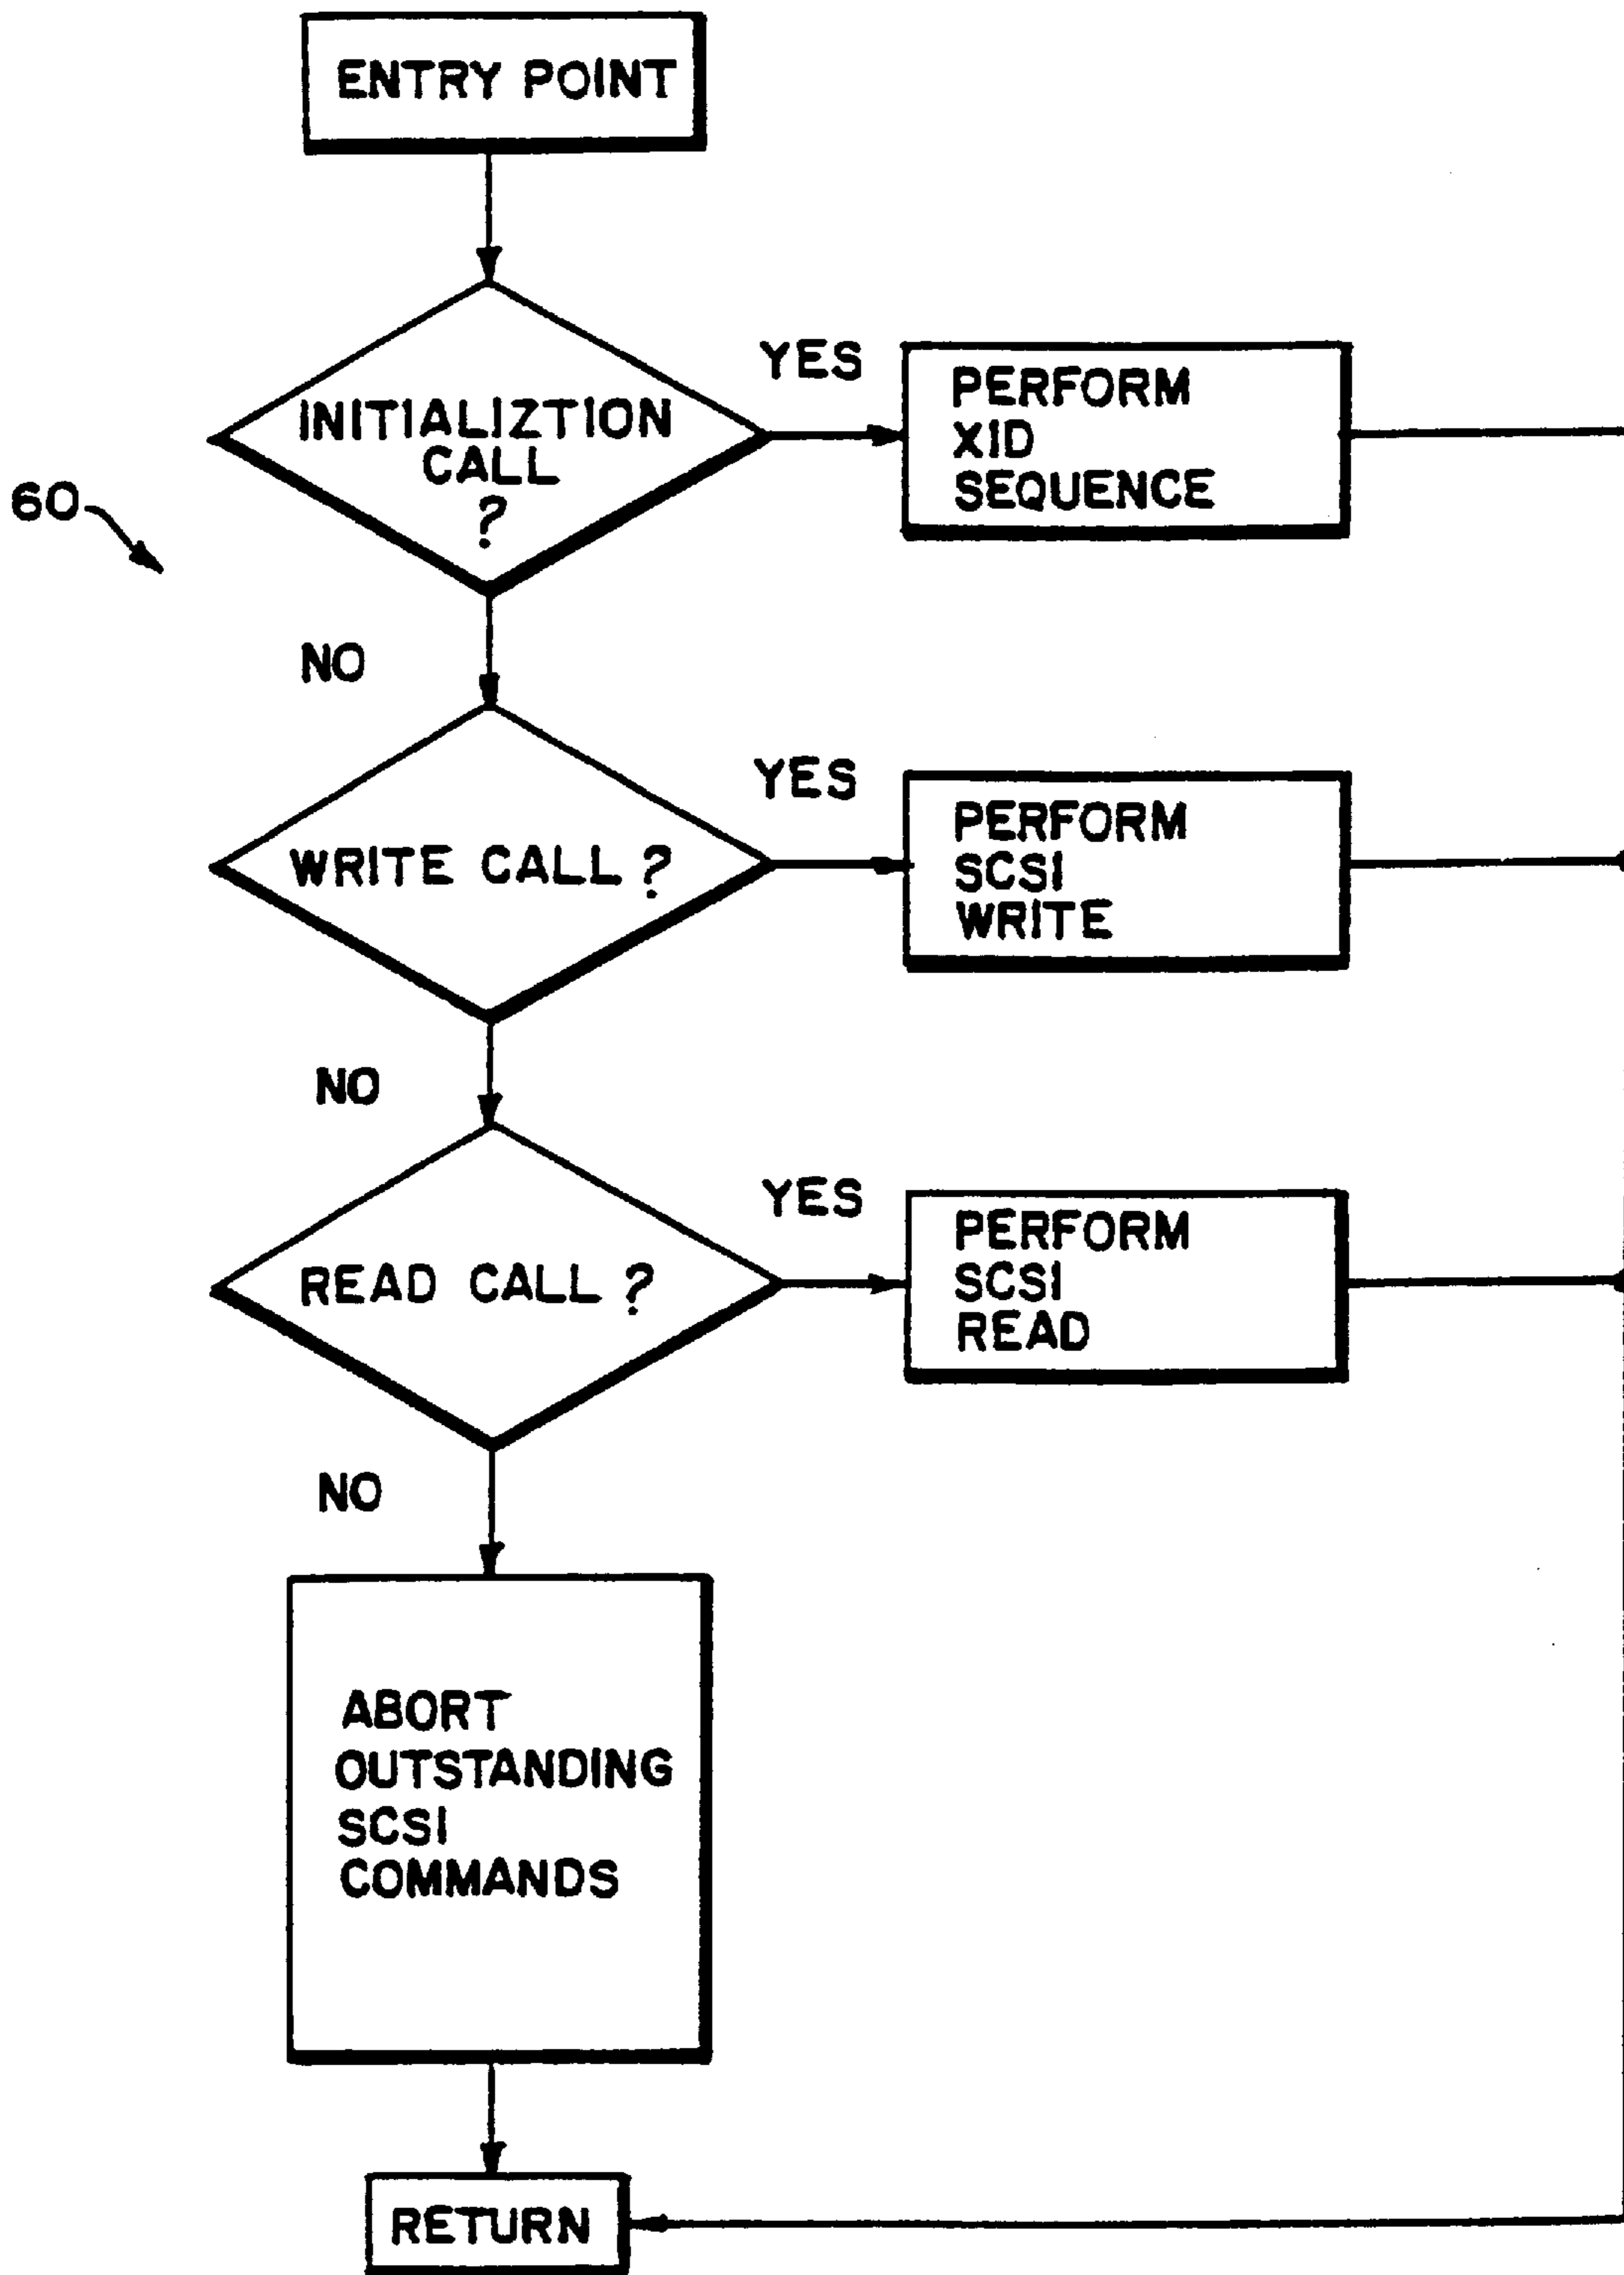 ENTRY POINT
YES
INITIALIZTION
CALL
?
PERFORM
XID
SEQUENCE
60
NO
YES
WRITE CALL ?
PERFORM
SCSI
WRITE
NO
YES
READ CALL ?
PERFORM
SCSI
READ
NO
ABORT
OUTSTANDING
SCSI
COMMANDS
RETURN